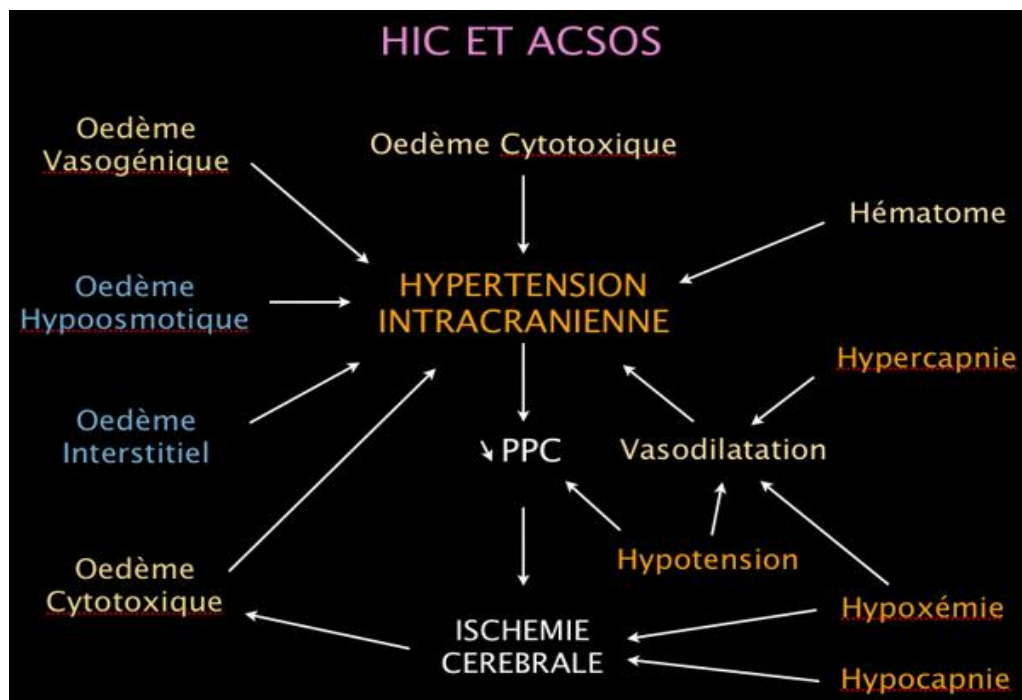 HIC ET ACSOS
Oedème
Vasogénique
Oedème Cytotoxique
Hématome
Oedème
Hypoosmotique
HYPERTENSION
INTRACRANIENNE
Hypercapnie
Oedème
Interstitiel
PPC
Vasodilatation
Hypotension
Oedème
Cytotoxique
ISCHEMIE
CEREBRALE
Hypoxémie
Hypocapnie